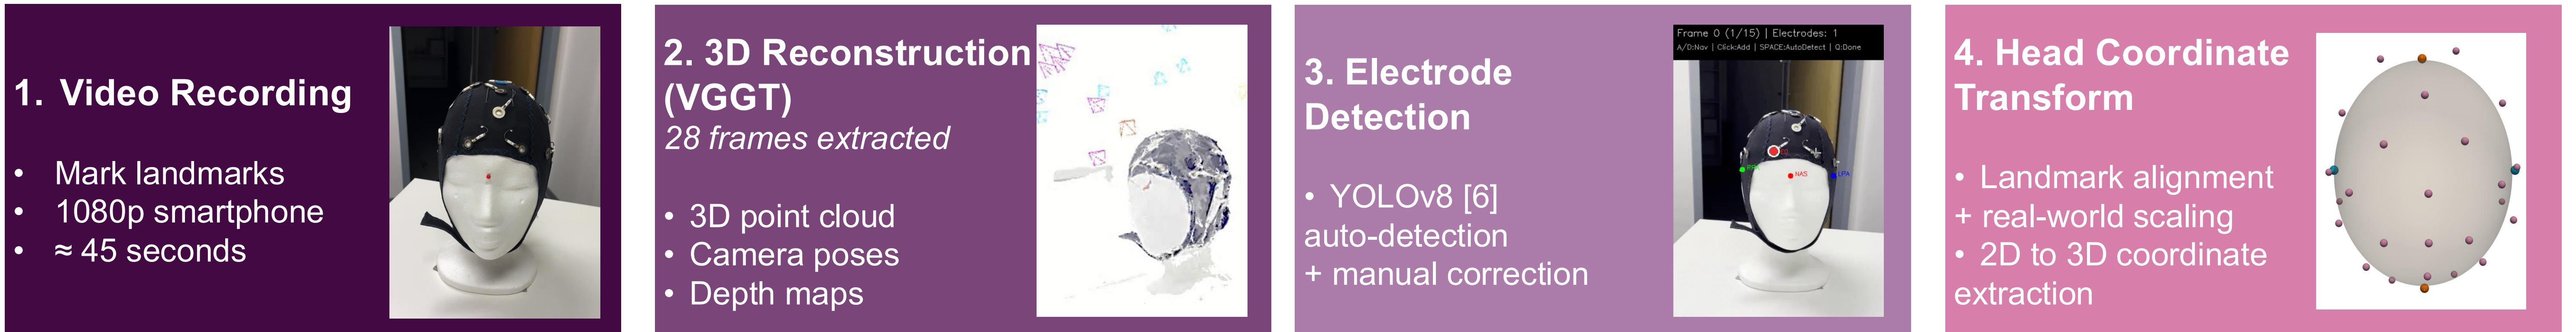 1. Video Recording
• Mark landmarks
• 1080p smartphone
• ≈ 45 seconds
2. 3D Reconstruction
(VGGT)
28 frames extracted
• 3D point cloud
• Camera poses
• Depth maps
3. Electrode
Detection
• YOLOv8 [6]
auto-detection
+ manual correction
Frame 0 (1/15) | Electrodes: 1
A/D:Nav | Click:Add | SPACE:AutoDetect | Q:Done
NAS
LPA
4. Head Coordinate
Transform
• Landmark alignment
+ real-world scaling
• 2D to 3D coordinate
extraction